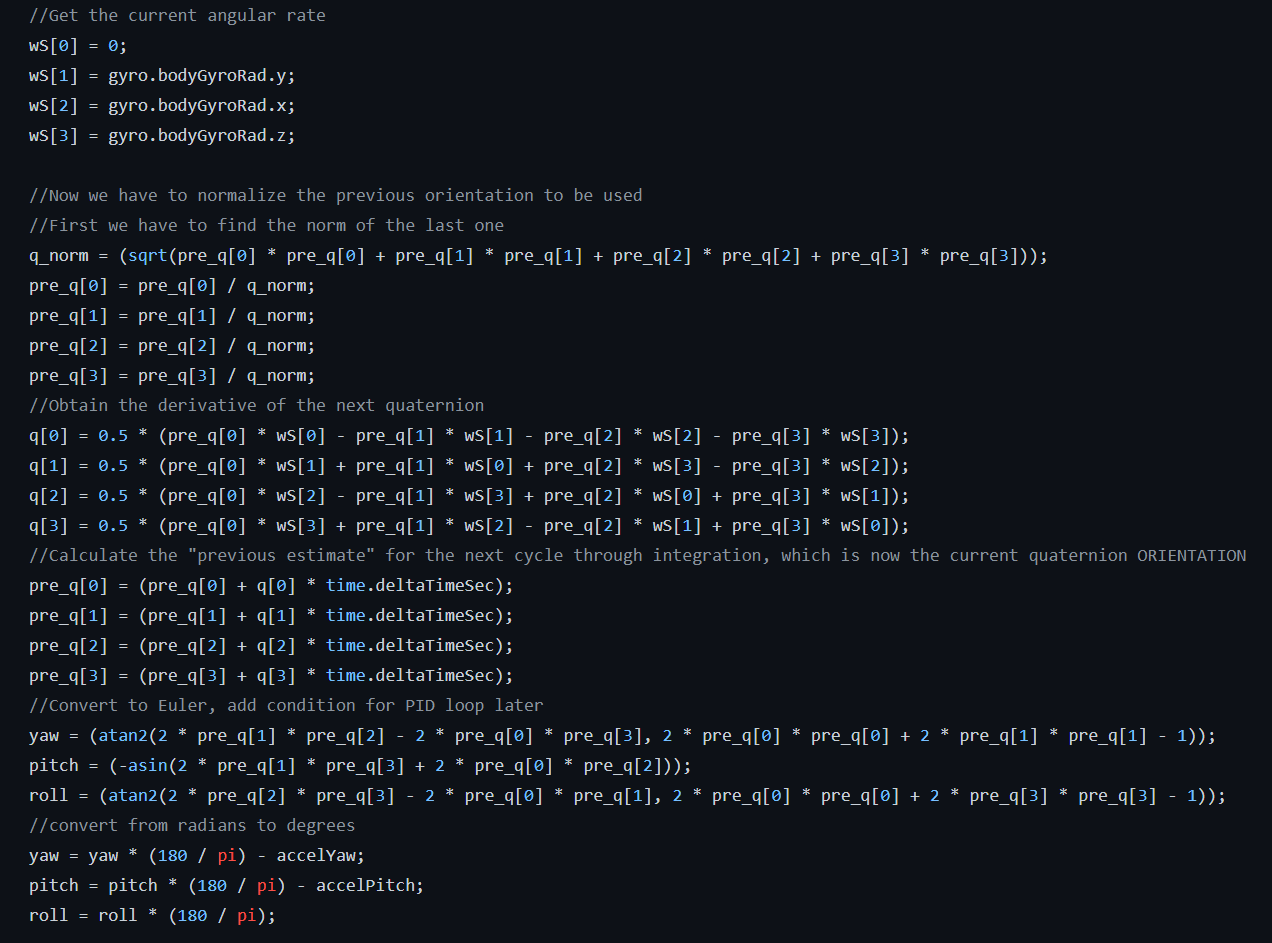 //Get the current angular rate
wS[0] = 0;
wS[1] = gyro.bodyGyroRad.y;
wS[2] = gyro.bodyGyroRad.x;
wS[3] = gyro.bodyGyroRad.z;
//Now we have to normalize the previous orientation to be used
//First we have to find the norm of the last one
q_norm = (sqrt(pre_q[0] * pre_q[0] + pre_q[1] * pre_q[1] + pre_q[2] * pre_q[2] + pre_q[3] * pre_q[3]));
pre_q[0] = pre_q[0] / q_norm;
pre_q[1] = pre_q[1] / q_norm;
pre_q[2] = pre_q[2] / q_norm;
pre_q[3] = pre_q[3] / q_norm;
//Obtain the derivative of the next quaternion
q[0] = 0.5 * (pre_q[0] * wS[0] - pre_q[1] * wS[1] - pre_q[2] * wS[2] - pre_q[3] * wS[3]);
q[1] = 0.5 * (pre_q[0] * wS[1] + pre_q[1] * wS[0] + pre_q[2] * wS[3] - pre_q[3] * wS[2]);
q[2] = 0.5 * (pre_q[0] * wS[2] - pre_q[1] * wS[3] + pre_q[2] * wS[0] + pre_q[3] * wS[1]);
q[3] = 0.5 * (pre_q[0] * wS[3] + pre_q[1] * wS[2] - pre_q[2] * wS[1] + pre_q[3] * wS[0]);
//Calculate the "previous estimate" for the next cycle through integration, which is now the current quaternion ORIENTATION
pre_q[0] = (pre_q[0] + q[0] * time.deltaTimeSec);
pre_q[1] = (pre_q[1] + q[1] * time.deltaTimeSec);
pre_q[2] = (pre_q[2] + q[2] * time.deltaTimeSec);
pre_q[3] = (pre_q[3] + q[3] * time.deltaTimeSec);
//Convert to Euler, add condition for PID loop later
yaw = (atan2(2 * pre_q[1] * pre_q[2] - 2 * pre_q[0] * pre_q[3], 2 * pre_q[0] * pre_q[0] + 2 * pre_q[1] * pre_q[1] - 1));
pitch = (-asin(2 * pre_q[1] * pre_q[3] + 2 * pre_q[0] * pre_q[2]));
roll = (atan2(2 * pre_q[2] * pre_q[3] - 2 * pre_q[0] * pre_q[1], 2 * pre_q[0] * pre_q[0] + 2 * pre_q[3] * pre_q[3] - 1));
//convert from radians to degrees
yaw = yaw * (180 / pi) - accelYaw;
pitch = pitch * (180 / pi) - accelPitch;
roll = roll * (180 / pi);